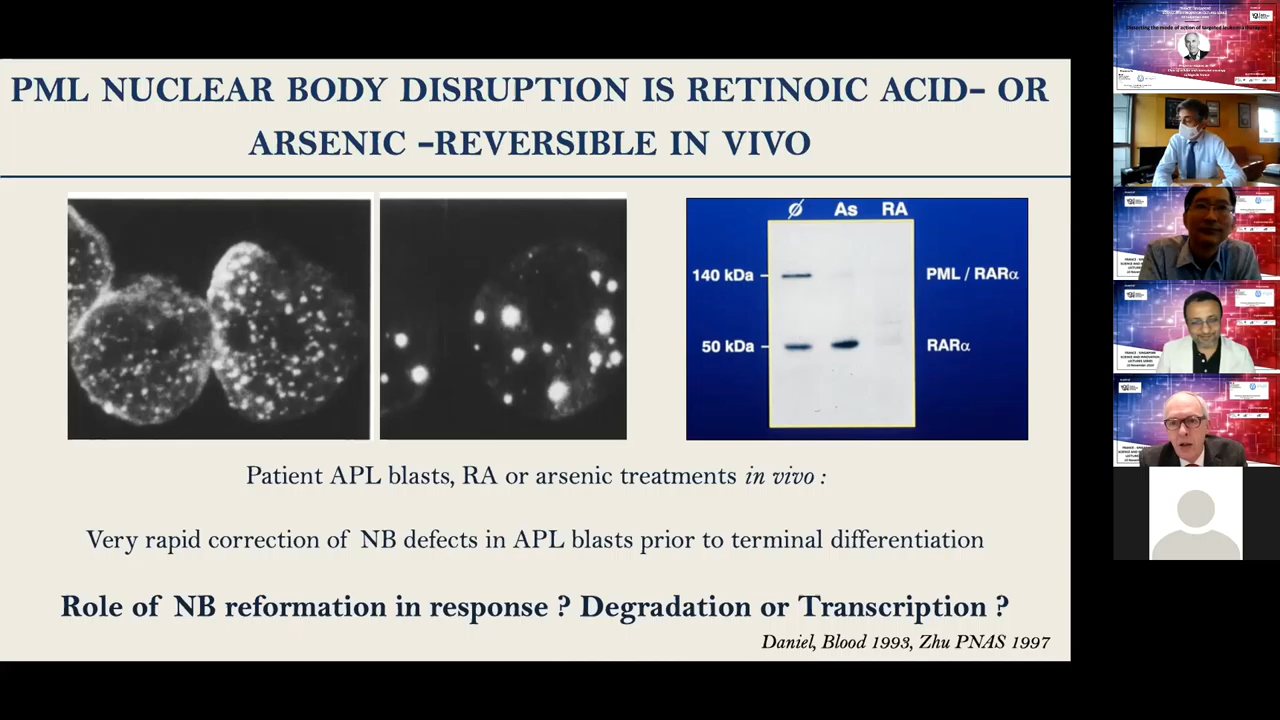 PML NUCLEAR BODY DISRUPTION IS RETINOIC ACID– OR
ARSENIC –REVERSIBLE IN VIVO
Ø As RA
140 kDa
PML / RARα
50 kDa
RARα
Patient APL blasts, RA or arsenic treatments in vivo :
Very rapid correction of NB defects in APL blasts prior to terminal differentiation
Role of NB reformation in response ? Degradation or Transcription ?
Daniel, Blood 1993, Zhu PNAS 1997